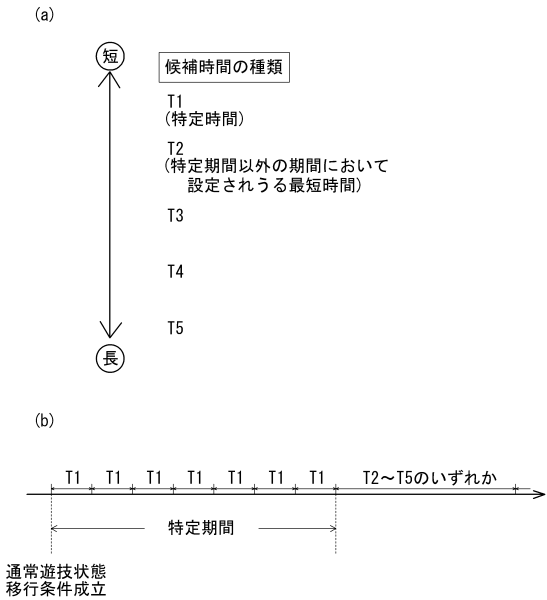 (a)
短
候補時間の種類
T1
(特定時間)
T2
(特定期間以外の期間において
設定されうる最短時間)
T3
T4
T5
長
(b)
T1 T1 T1 T1 T1 T1 T1 T2～T5のいずれか
特定期間
通常遊技状態
移行条件成立